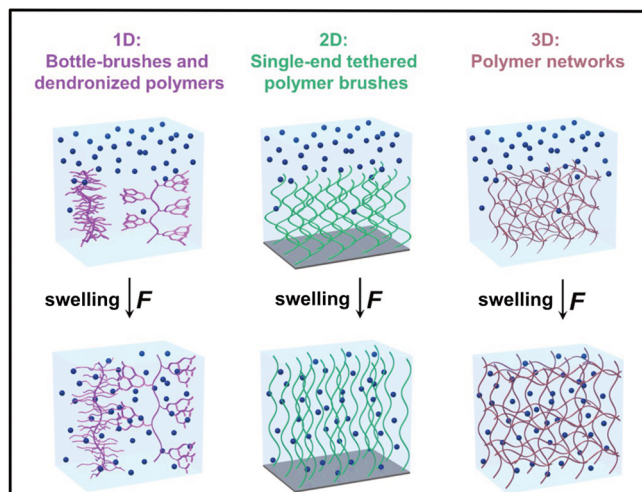 1D:
Bottle-brushes and
dendronized polymers
2D:
Single-end tethered
polymer brushes
3D:
Polymer networks
swelling F
swelling F
swelling F